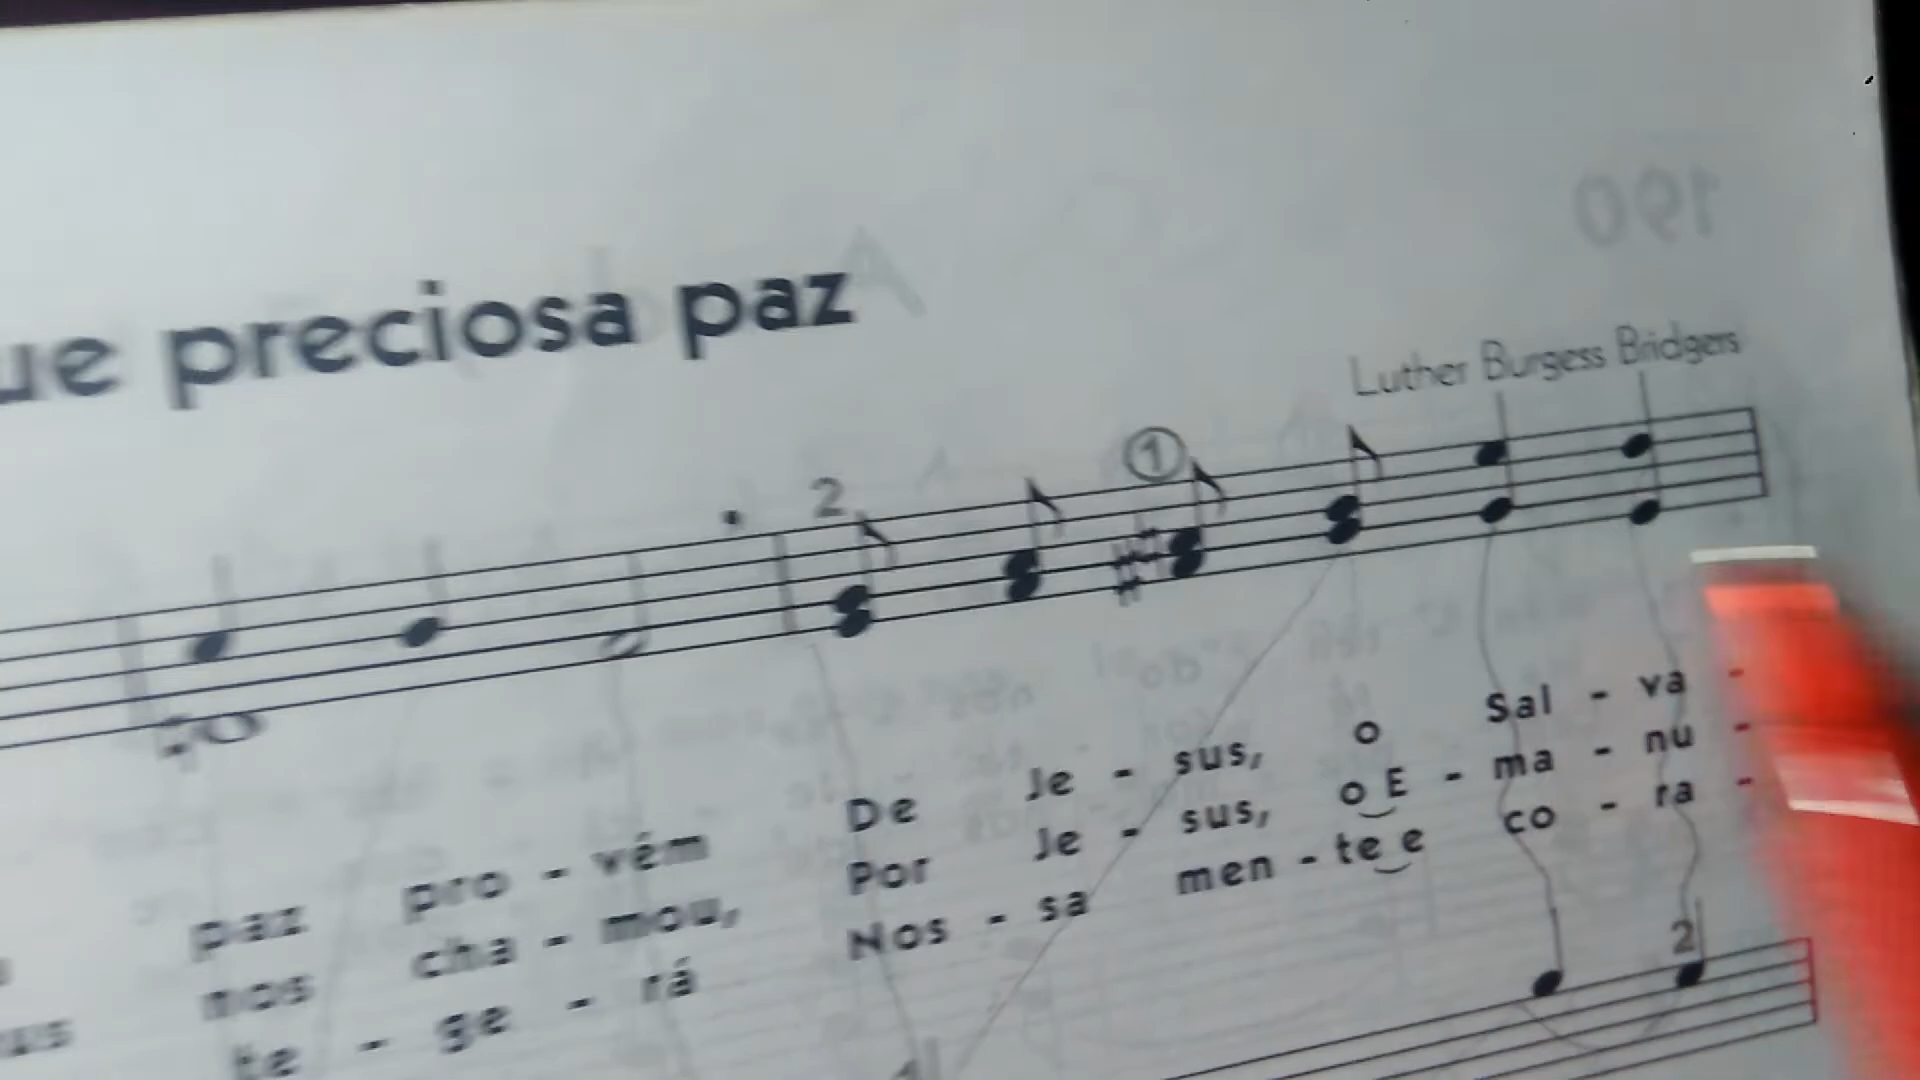 ue preciosa paz
Luther Burgess Bridgers
2 1
paz pro - vém De Je - sus, o Sal - va -
nos cha - mou, Por Je - sus, o E - ma - nu -
te - ge - rá Nos - sa men - te e co - ra -
2